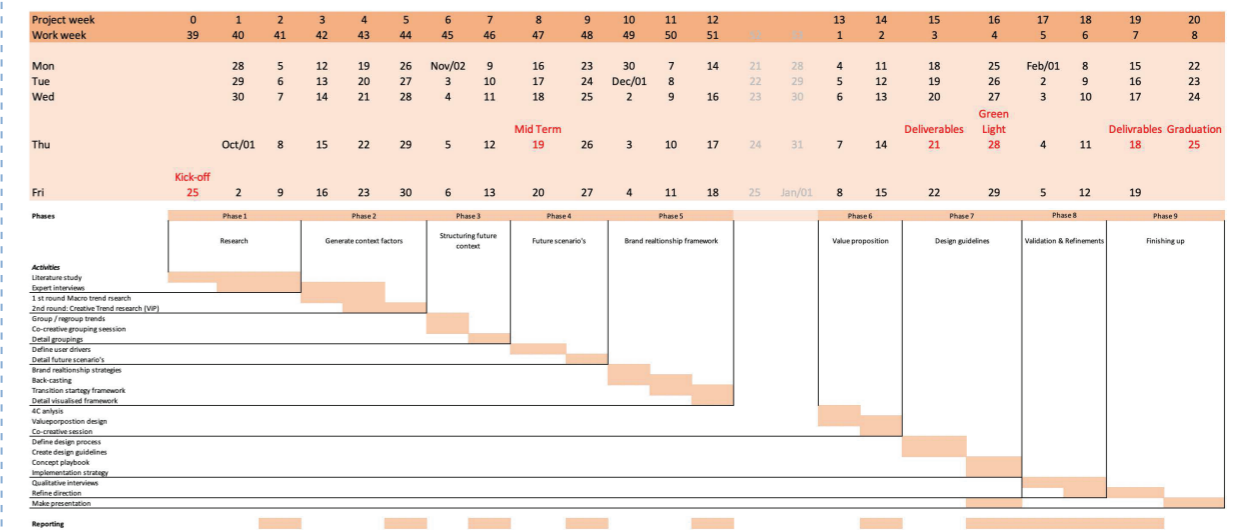 Project week 0 1 2 3 4 5 6 7 8 9 10 11 12 13 14 15 16 17 18 19 20
Work week 39 40 41 42 43 44 45 46 47 48 49 50 51 1 2 3 4 5 6 7 8
Mon 28 5 12 19 26 Nov/02 9 16 23 30 7 14 21 28 4 11 18 25 Feb/01 8 15 22
Tue 29 6 13 20 27 3 10 17 24 Dec/01 8 22 29 5 12 19 26 2 9 16 23
Wed 30 7 14 21 28 4 11 18 25 2 9 16 23 30 6 13 20 27 3 10 17 24
Green
Mid Term Deliverables Light Delivrables Graduation
Thu Oct/01 8 15 22 29 5 12 19 26 3 10 17 24 31 7 14 21 28 4 11 18 25
Kick-off
Fri 25 2 9 16 23 30 6 13 20 27 4 11 18 25 Jan/01 8 15 22 29 5 12 19
Phases Phase 1 Phase 2 Phase 3 Phase 4 Phase 5 Phase 6 Phase 7 Phase 8 Phase 9
Research Generate context factors Structuring future context Future scenario's Brand realtionship framework Value proposition Design guidelines Validation & Refinements Finishing up
Activities
Literature study
Expert interviews
1 st round Macro trend rsearch
2nd round: Creative Trend research (ViP)
Group / regroup trends
Co-creative grouping seession
Detail groupings
Define user drivers
Detail future scenario's
Brand realtionship strategies
Back-casting
Transition startegy framework
Detail visualised framework
4C anlysis
Valueporpostion design
Co-creative session
Define design process
Create design guidelines
Concept playbook
Implementation strategy
Qualitative interviews
Refine direction
Make presentation
Reporting